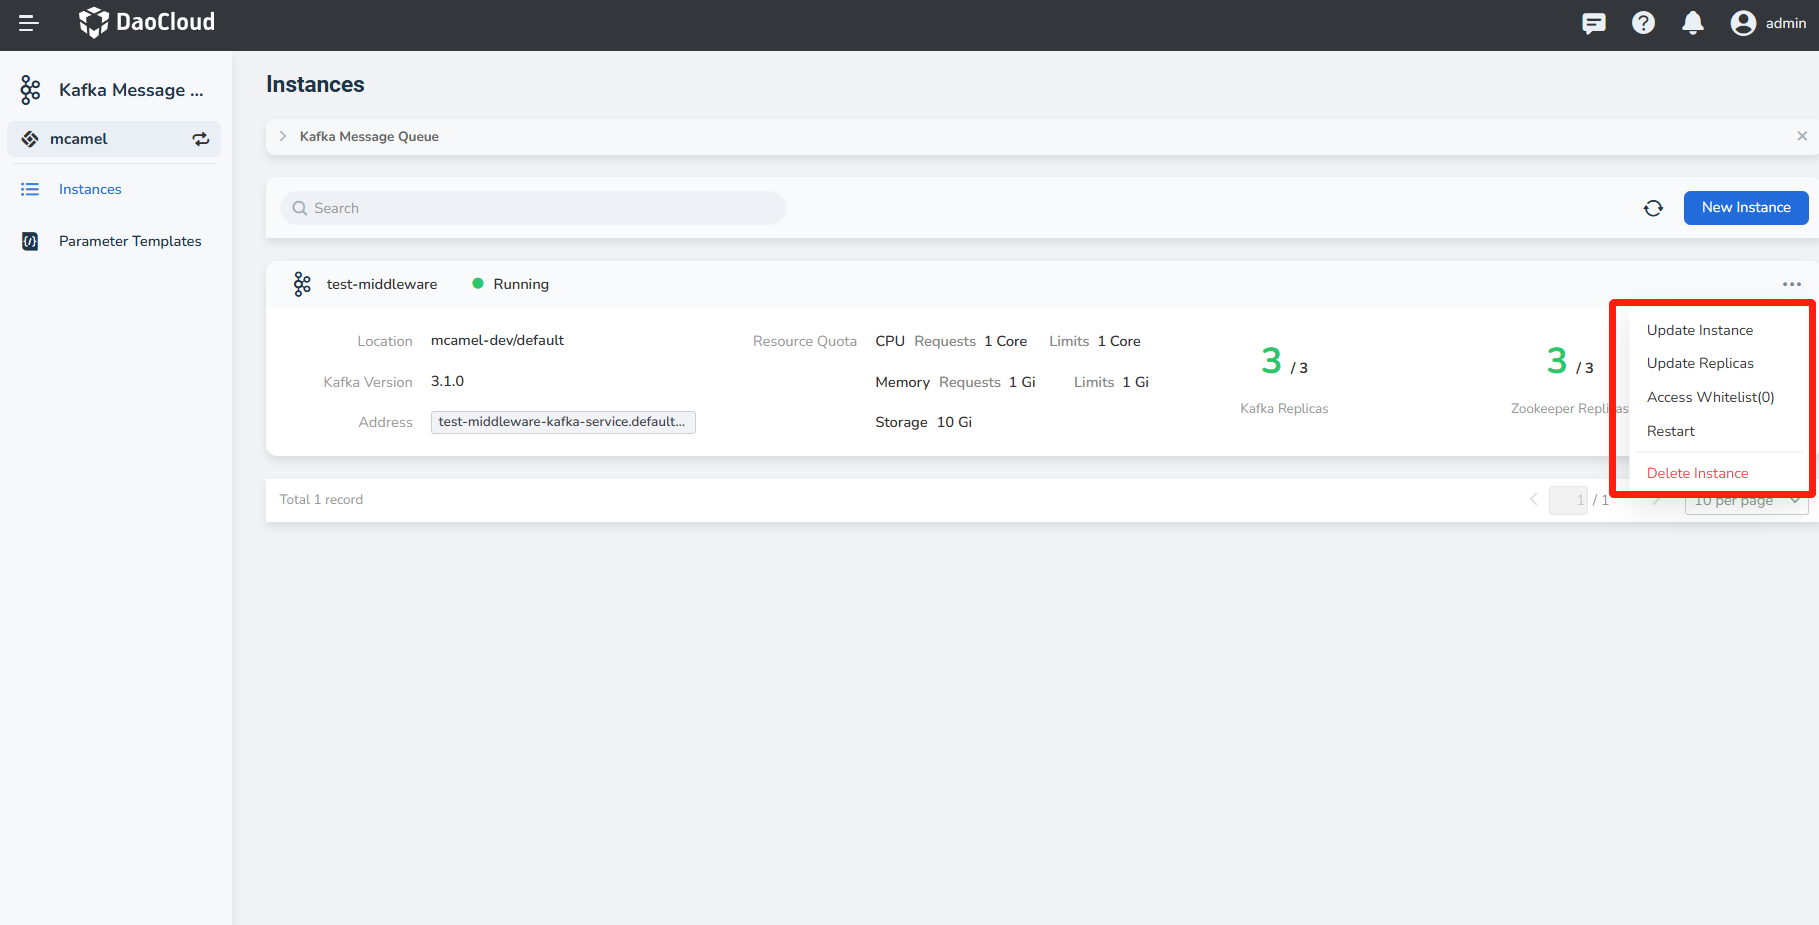 DaoCloud
admin
Kafka Message ...
mcamel
Instances
Parameter Templates
Instances
Kafka Message Queue
Search
New Instance
test-middleware
Running
Location mcamel-dev/default
Kafka Version 3.1.0
Address test-middleware-kafka-service.default...
Resource Quota CPU Requests 1 Core Limits 1 Core
Memory Requests 1 Gi Limits 1 Gi
Storage 10 Gi
3 / 3
Kafka Replicas
3 / 3
Zookeeper Replicas
Update Instance
Update Replicas
Access Whitelist(0)
Restart
Delete Instance
Total 1 record
1 / 1
10 per page